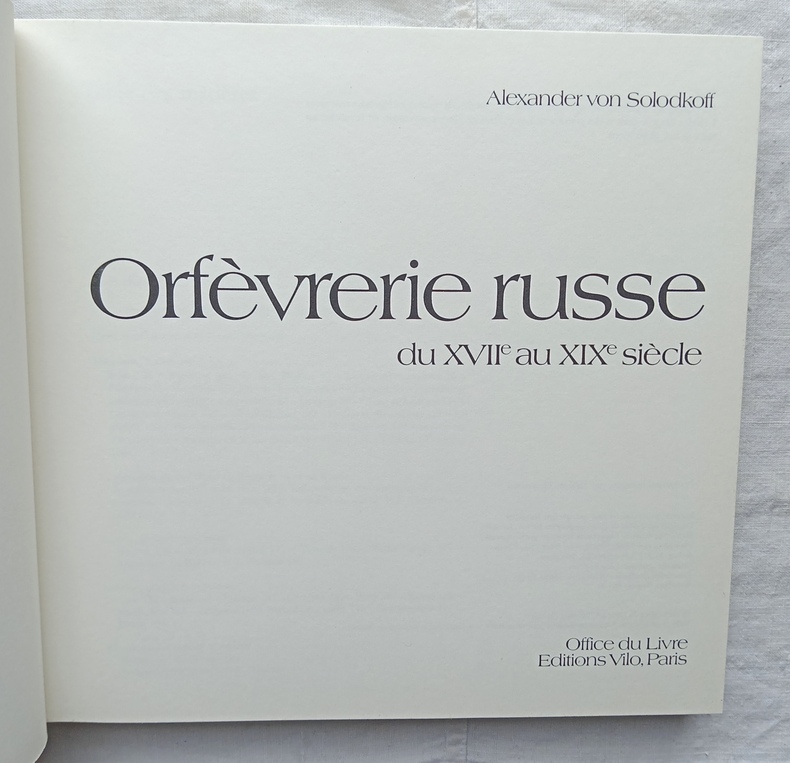 Alexander von Solodkoff
Orfèvrerie russe
du XVIIe au XIXe siècle
Office du Livre
Editions Vilo, Paris